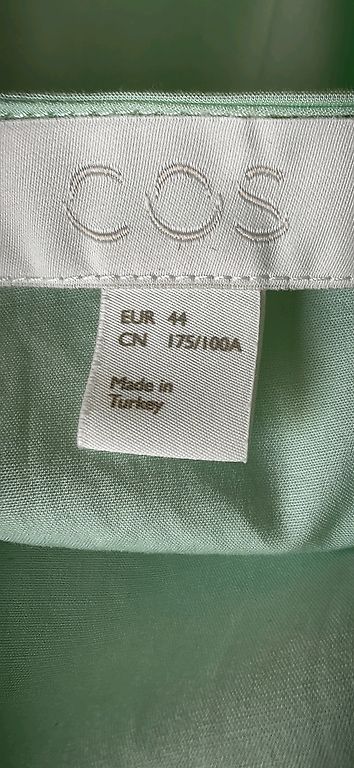 COS
EUR 44
CN 175/100A
Made in
Turkey